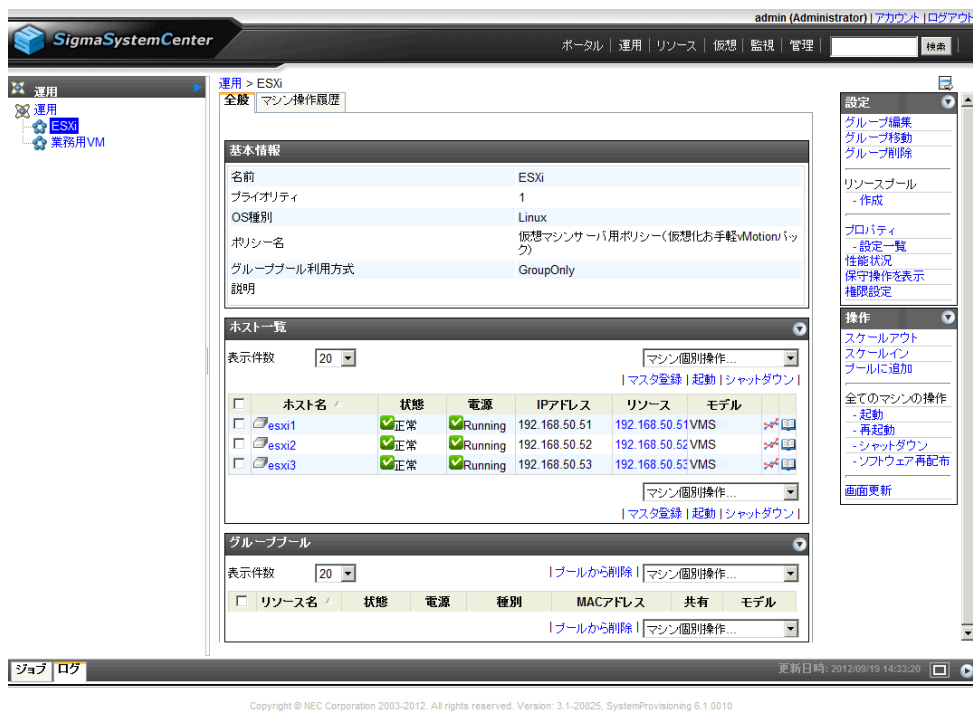 admin (Administrator) | アカウント | ログアウト
SigmaSystemCenter
ポータル | 運用 | リソース | 仮想 | 監視 | 管理 | 検索
運用
運用
ESXi
業務用VM
運用 > ESXi
全般 マシン操作履歴
基本情報
名前 ESXi
プライオリティ 1
OS種別 Linux
ポリシー名 仮想マシンサーバ用ポリシー(仮想化お手軽vMotionパック)
グループプール利用方式 GroupOnly
説明
ホスト一覧
表示件数 20 マシン個別操作...
| マスタ登録 | 起動 | シャットダウン |
ホスト名 状態 電源 IPアドレス リソース モデル
esxi1 正常 Running 192.168.50.51 192.168.50.51 VMS
esxi2 正常 Running 192.168.50.52 192.168.50.52 VMS
esxi3 正常 Running 192.168.50.53 192.168.50.53 VMS
マシン個別操作...
| マスタ登録 | 起動 | シャットダウン |
グループプール
表示件数 20 | プールから削除 | マシン個別操作...
リソース名 状態 電源 種別 MACアドレス 共有 モデル
| プールから削除 | マシン個別操作...
設定
グループ編集
グループ移動
グループ削除
リソースプール
- 作成
プロパティ
- 設定一覧
性能状況
保守操作を表示
権限設定
操作
スケールアウト
スケールイン
プールに追加
全てのマシンの操作
- 起動
- 再起動
- シャットダウン
- ソフトウェア再配布
画面更新
ジョブ ログ
更新日時: 2012/09/19 14:33:20
Copyright © NEC Corporation 2003-2012. All rights reserved. Version: 3.1-20825, SystemProvisioning 6.1.0010